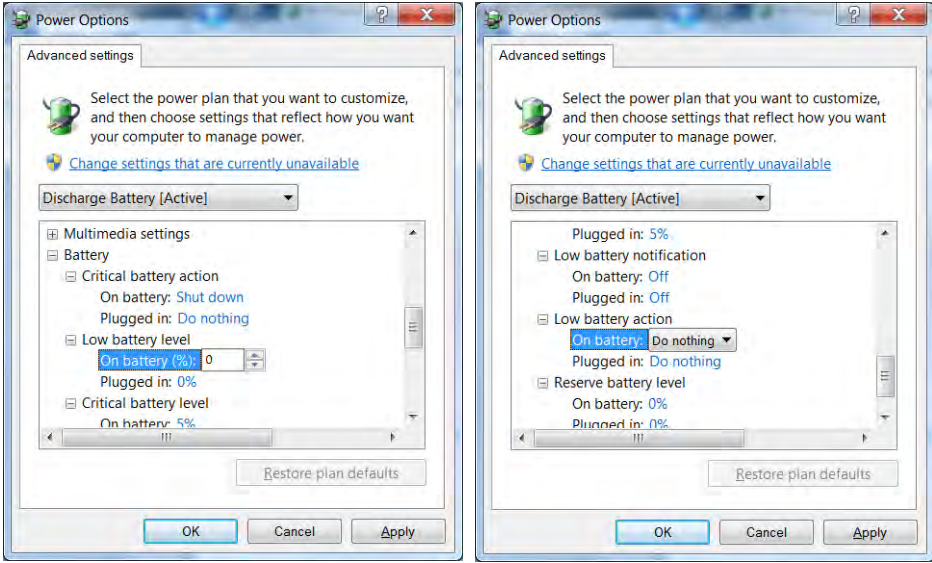 Power Options
Advanced settings
Select the power plan that you want to customize,
and then choose settings that reflect how you want
your computer to manage power.
Change settings that are currently unavailable
Discharge Battery [Active]
Multimedia settings
Battery
Critical battery action
On battery: Shut down
Plugged in: Do nothing
Low battery level
On battery (%): 0
Plugged in: 0%
Critical battery level
On battery: 5%
Restore plan defaults
OK Cancel Apply
Power Options
Advanced settings
Select the power plan that you want to customize,
and then choose settings that reflect how you want
your computer to manage power.
Change settings that are currently unavailable
Discharge Battery [Active]
Plugged in: 5%
Low battery notification
On battery: Off
Plugged in: Off
Low battery action
On battery: Do nothing
Plugged in: Do nothing
Reserve battery level
On battery: 0%
Plugged in: 0%
Restore plan defaults
OK Cancel Apply